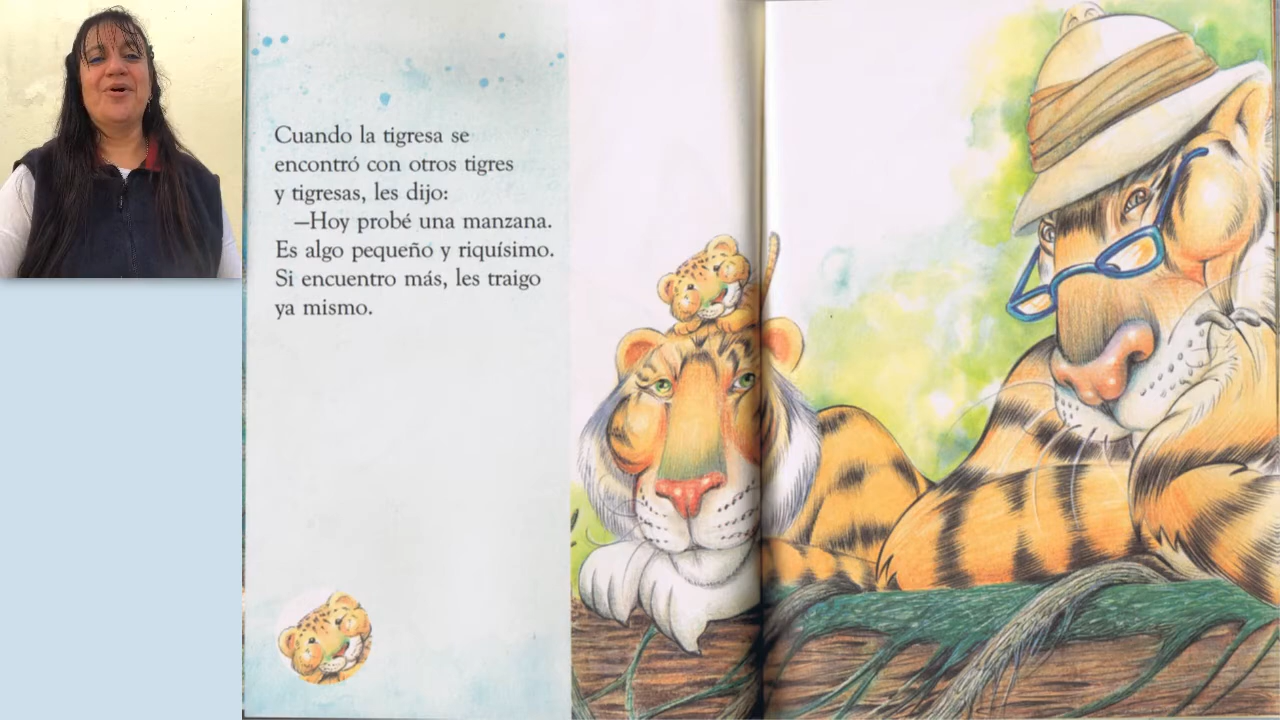 Cuando la tigresa se
encontró con otros tigres
y tigresas, les dijo:
—Hoy probé una manzana.
Es algo pequeño y riquísimo.
Si encuentro más, les traigo
ya mismo.